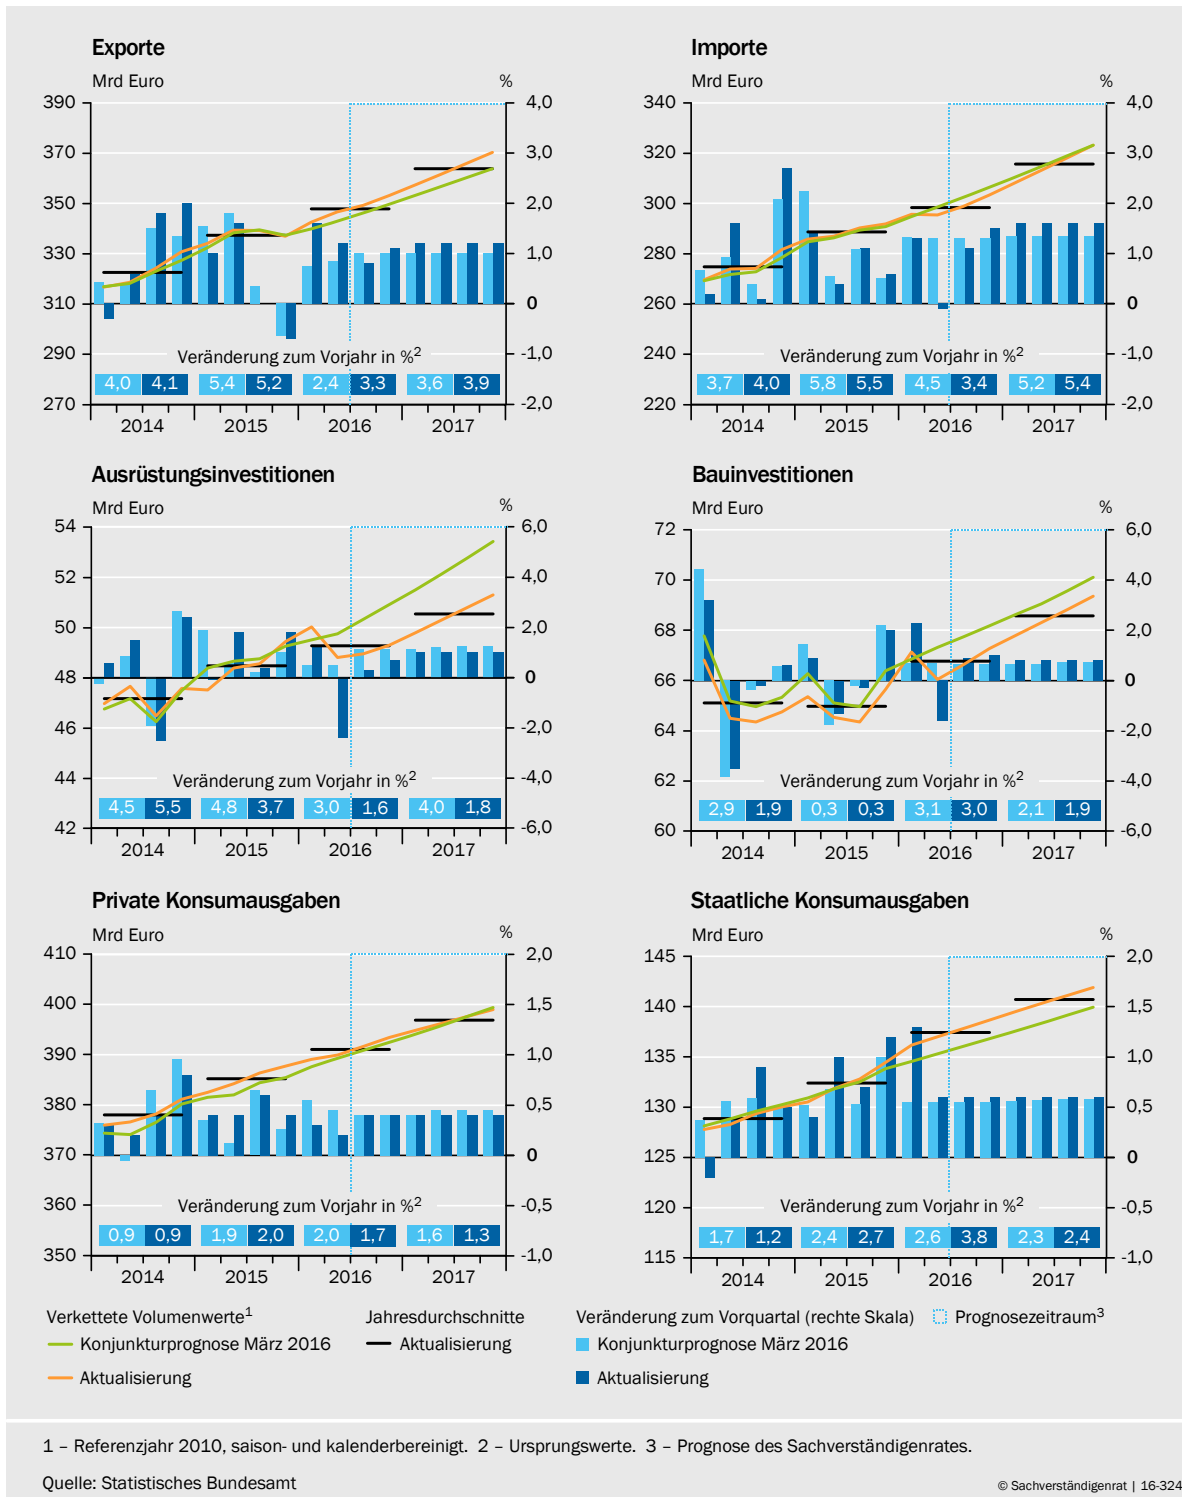 Exporte
Mrd Euro %
390 4,0
370 3,0
350 2,0
330 1,0
310 0
290 -1,0
270 -2,0
Veränderung zum Vorjahr in %2
4,0 4,1 5,4 5,2 2,4 3,3 3,6 3,9
2014 2015 2016 2017
Importe
Mrd Euro %
340 4,0
320 3,0
300 2,0
280 1,0
260 0
240 -1,0
220 -2,0
Veränderung zum Vorjahr in %2
3,7 4,0 5,8 5,5 4,5 3,4 5,2 5,4
2014 2015 2016 2017
Ausrüstungsinvestitionen
Mrd Euro %
54 6,0
52 4,0
50 2,0
48 0
46 -2,0
44 -4,0
42 -6,0
Veränderung zum Vorjahr in %2
4,5 5,5 4,8 3,7 3,0 1,6 4,0 1,8
2014 2015 2016 2017
Bauinvestitionen
Mrd Euro %
72 6,0
70 4,0
68 2,0
66 0
64 -2,0
62 -4,0
60 -6,0
Veränderung zum Vorjahr in %2
2,9 1,9 0,3 0,3 3,1 3,0 2,1 1,9
2014 2015 2016 2017
Private Konsumausgaben
Mrd Euro %
410 2,0
400 1,5
390 1,0
380 0,5
370 0
360 -0,5
350 -1,0
Veränderung zum Vorjahr in %2
0,9 0,9 1,9 2,0 2,0 1,7 1,6 1,3
2014 2015 2016 2017
Staatliche Konsumausgaben
Mrd Euro %
145 2,0
140 1,5
135 1,0
130 0,5
125 0
120 -0,5
115 -1,0
Veränderung zum Vorjahr in %2
1,7 1,2 2,4 2,7 2,6 3,8 2,3 2,4
2014 2015 2016 2017
Verkettete Volumenwerte1 Jahresdurchschnitte Veränderung zum Vorquartal (rechte Skala) Prognosezeitraum3
Konjunkturprognose März 2016 Aktualisierung Konjunkturprognose März 2016
Aktualisierung Aktualisierung
1 – Referenzjahr 2010, saison- und kalenderbereinigt. 2 – Ursprungswerte. 3 – Prognose des Sachverständigenrates.
Quelle: Statistisches Bundesamt
© Sachverständigenrat | 16-324